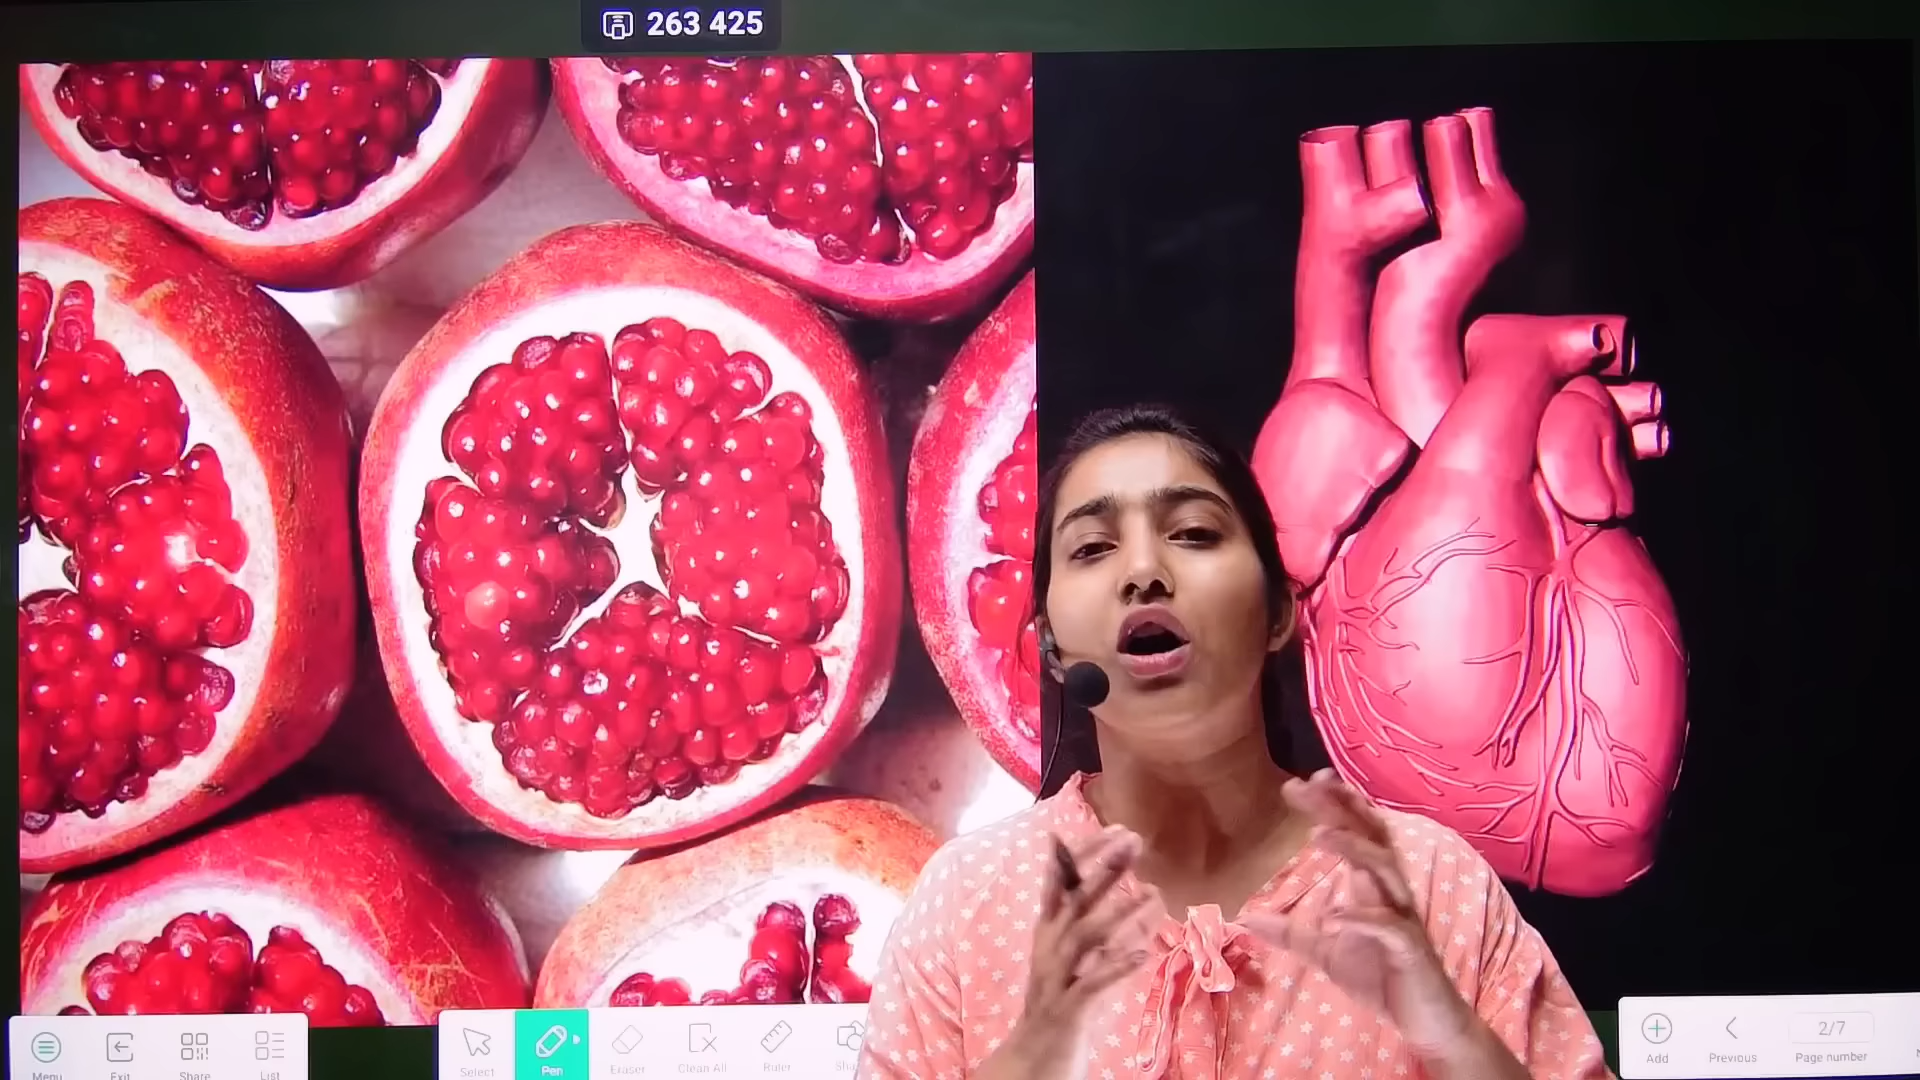 263 425
Menu
Exit
Share
List
Select
Pen
Eraser
Clean All
Ruler
Add
Previous
2/7
Page number